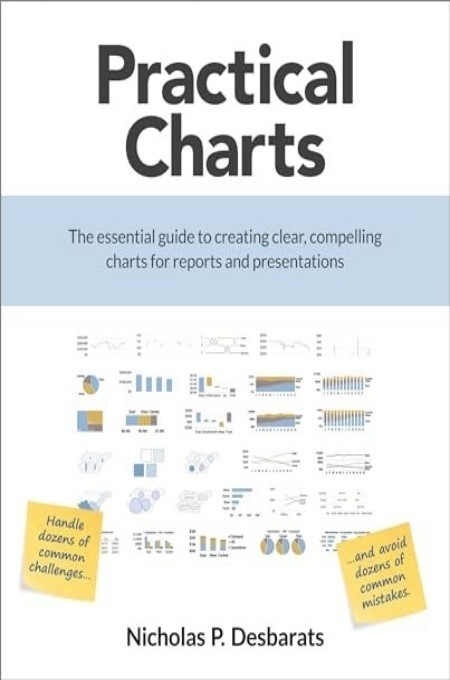 Practical
Charts
The essential guide to creating clear, compelling
charts for reports and presentations
Handle
dozens of
common
challenges...
...and avoid
dozens of
common
mistakes.
Nicholas P. Desbarats